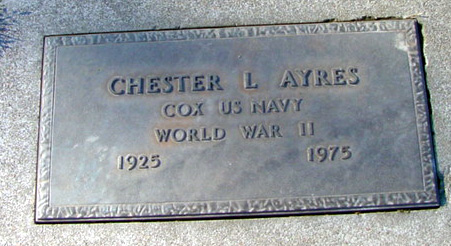 CHESTER L AYRES
COX US NAVY
WORLD WAR II
1925 1975